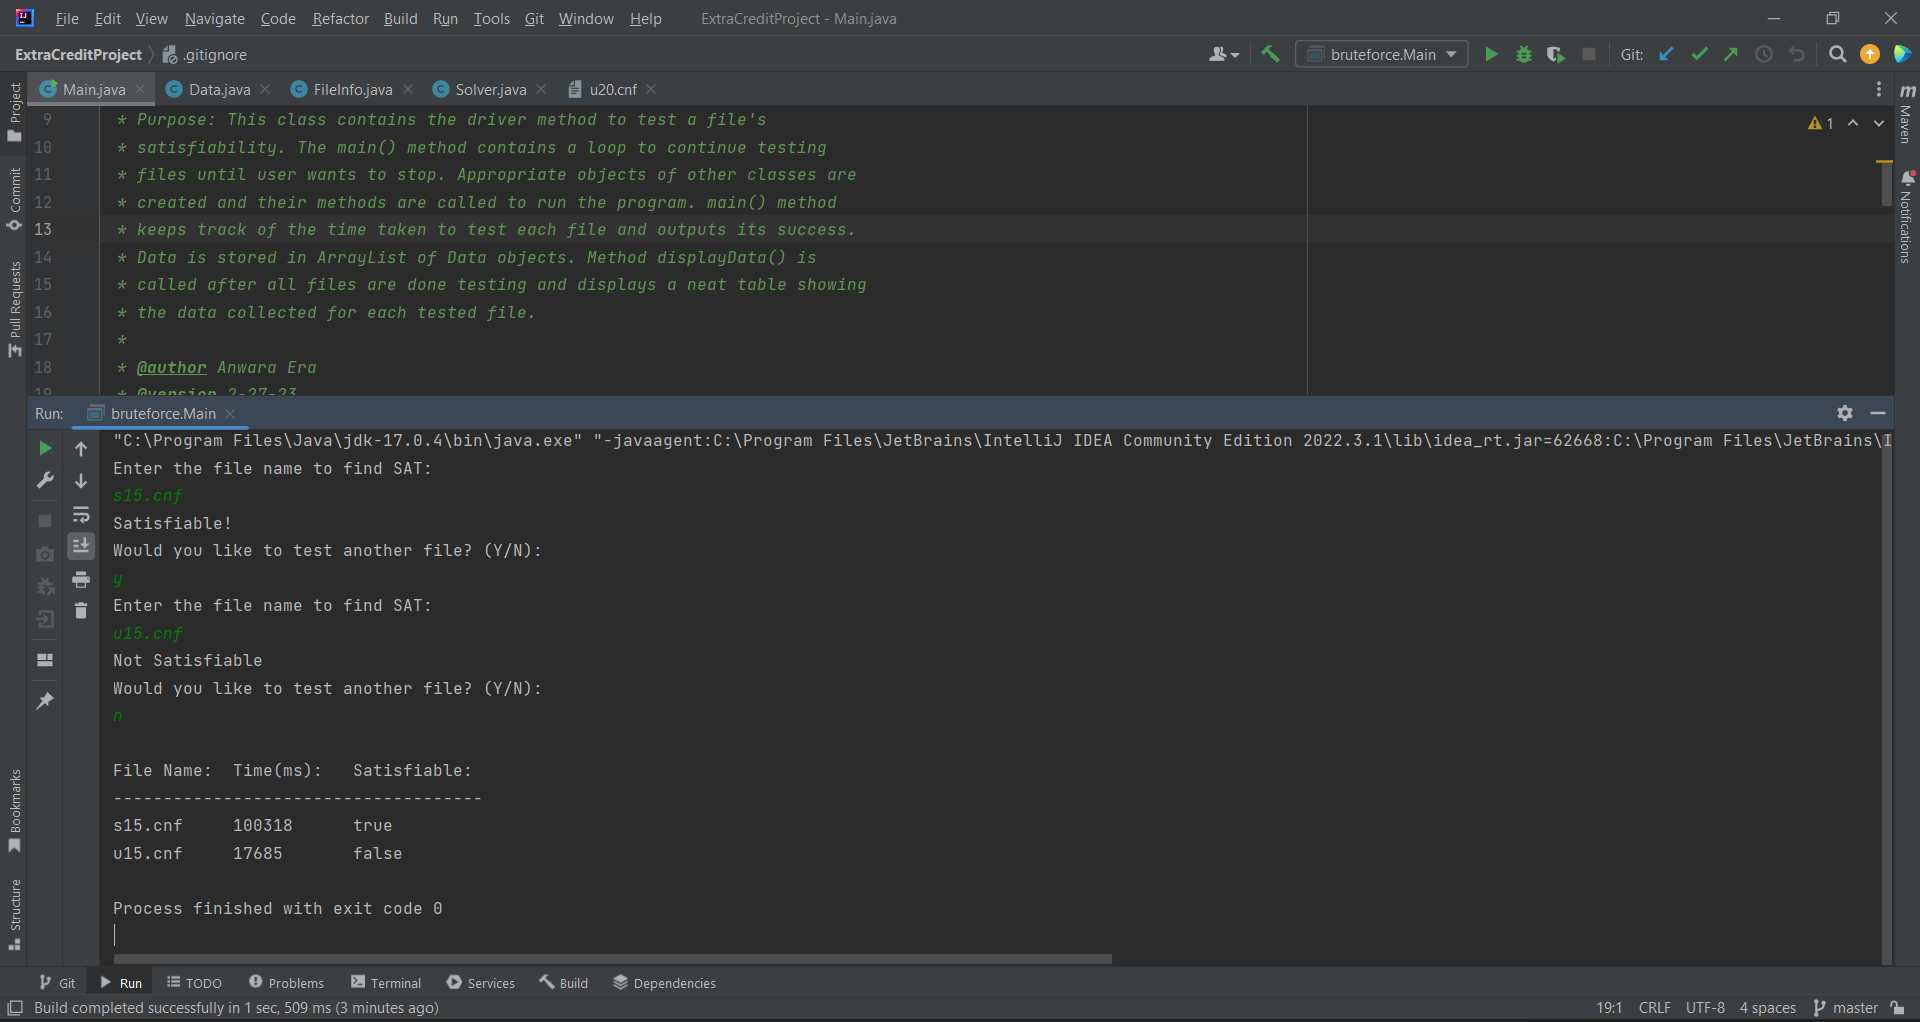 File Edit View Navigate Code Refactor Build Run Tools Git Window Help ExtraCreditProject - Main.java
ExtraCreditProject .gitignore bruteforce.Main Git:
Main.java Data.java FileInfo.java Solver.java u20.cnf
Project
Commit
Pull Requests
Bookmarks
Structure
m Maven
Notifications
1
9 * Purpose: This class contains the driver method to test a file's
10 * satisfiability. The main() method contains a loop to continue testing
11 * files until user wants to stop. Appropriate objects of other classes are
12 * created and their methods are called to run the program. main() method
13 * keeps track of the time taken to test each file and outputs its success.
14 * Data is stored in ArrayList of Data objects. Method displayData() is
15 * called after all files are done testing and displays a neat table showing
16 * the data collected for each tested file.
17 *
18 * @author Anwara Era
19 * @version 2-27-23
Run: bruteforce.Main
"C:\Program Files\Java\jdk-17.0.4\bin\java.exe" "-javaagent:C:\Program Files\JetBrains\IntelliJ IDEA Community Edition 2022.3.1\lib\idea_rt.jar=62668:C:\Program Files\JetBrains\I
Enter the file name to find SAT:
s15.cnf
Satisfiable!
Would you like to test another file? (Y/N):
y
Enter the file name to find SAT:
u15.cnf
Not Satisfiable
Would you like to test another file? (Y/N):
n
File Name: Time(ms): Satisfiable:
-------------------------------------
s15.cnf 100318 true
u15.cnf 17685 false
Process finished with exit code 0
Git Run TODO Problems Terminal Services Build Dependencies
Build completed successfully in 1 sec, 509 ms (3 minutes ago) 19:1 CRLF UTF-8 4 spaces master